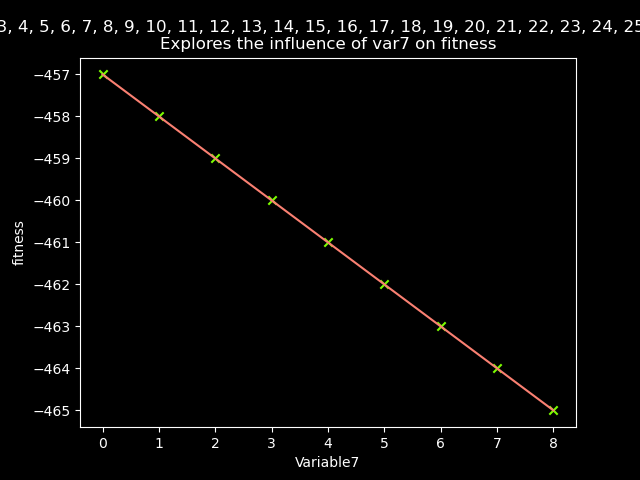 3, 4, 5, 6, 7, 8, 9, 10, 11, 12, 13, 14, 15, 16, 17, 18, 19, 20, 21, 22, 23, 24, 25
Explores the influence of var7 on fitness
−457
−458
−459
−460
−461
−462
−463
−464
−465
fitness
0 1 2 3 4 5 6 7 8
Variable7